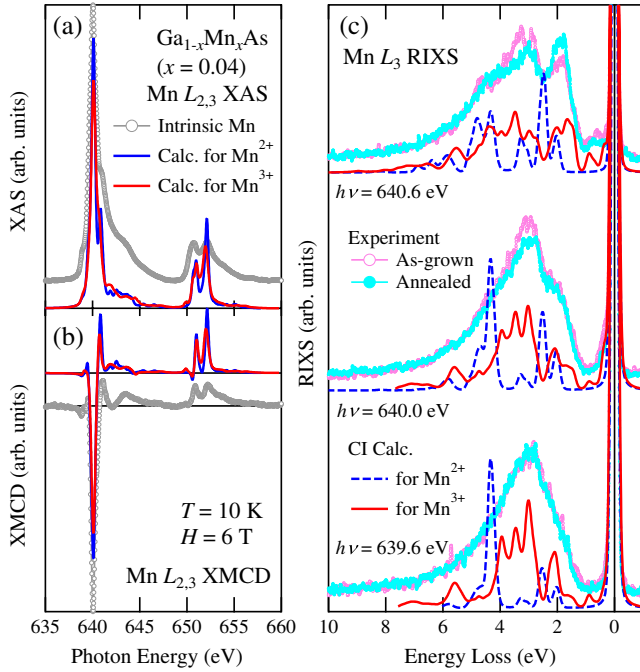 (a)
Ga₁₋ₓMnₓAs
(x = 0.04)
Mn L₂,₃ XAS
Intrinsic Mn
Calc. for Mn²⁺
Calc. for Mn³⁺
XAS (arb. units)
(b)
XMCD (arb. units)
T = 10 K
H = 6 T
Mn L₂,₃ XMCD
635 640 645 650 655 660
Photon Energy (eV)
(c)
Mn L₃ RIXS
hν = 640.6 eV
Experiment
As-grown
Annealed
RIXS (arb. units)
hν = 640.0 eV
CI Calc.
for Mn²⁺
for Mn³⁺
hν = 639.6 eV
10 8 6 4 2 0
Energy Loss (eV)